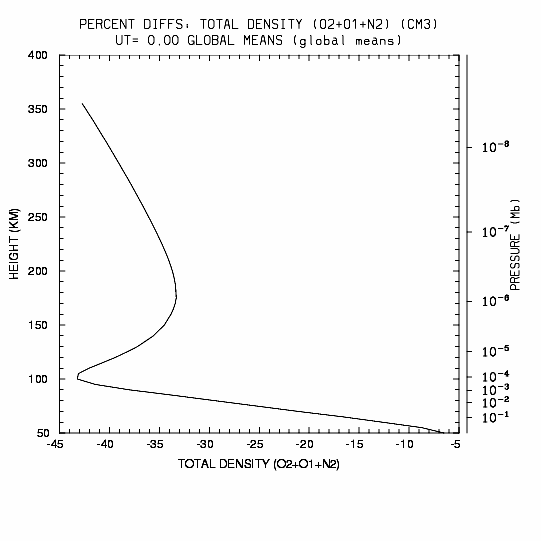 PERCENT DIFFS: TOTAL DENSITY (O2+O1+N2) (CM3)
UT= 0.00 GLOBAL MEANS (global means)
400
350
300
250
200
150
100
50
HEIGHT (KM)
-45 -40 -35 -30 -25 -20 -15 -10 -5
TOTAL DENSITY (O2+O1+N2)
10⁻⁸
10⁻⁷
10⁻⁶
10⁻⁵
10⁻⁴
10⁻³
10⁻²
10⁻¹
PRESSURE (Mb)